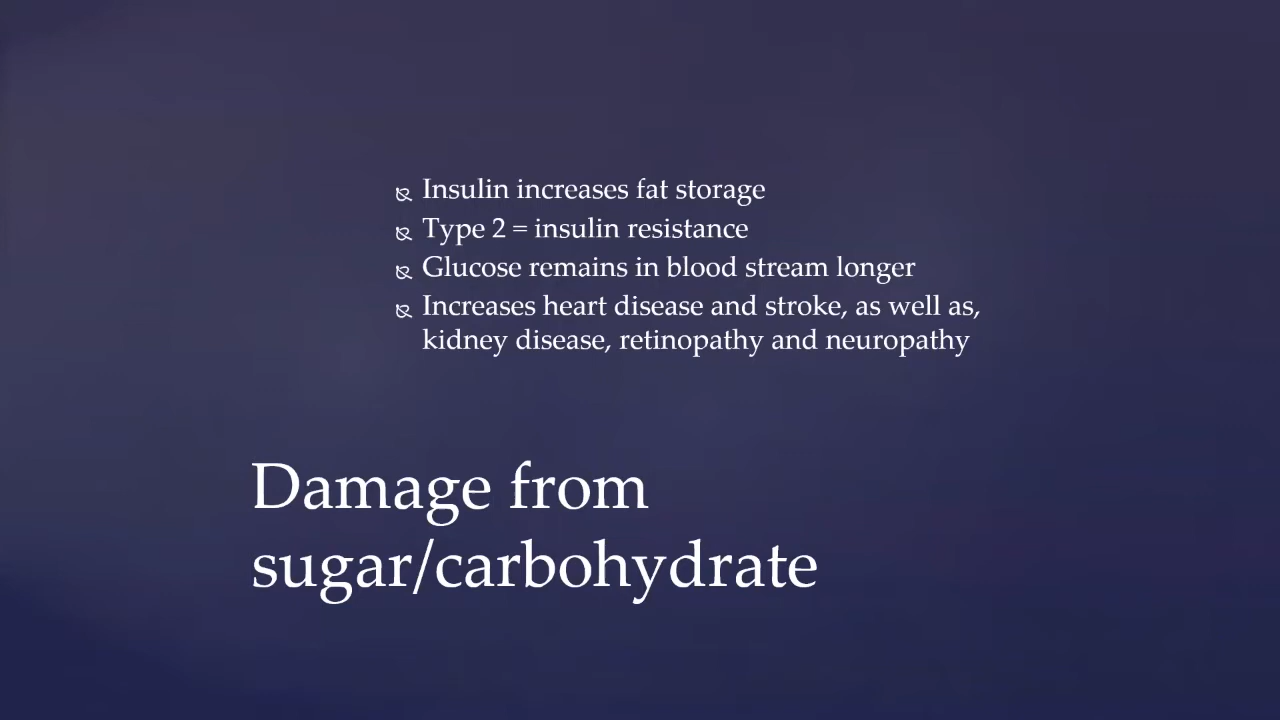 Insulin increases fat storage
Type 2 = insulin resistance
Glucose remains in blood stream longer
Increases heart disease and stroke, as well as,
kidney disease, retinopathy and neuropathy
Damage from
sugar/carbohydrate